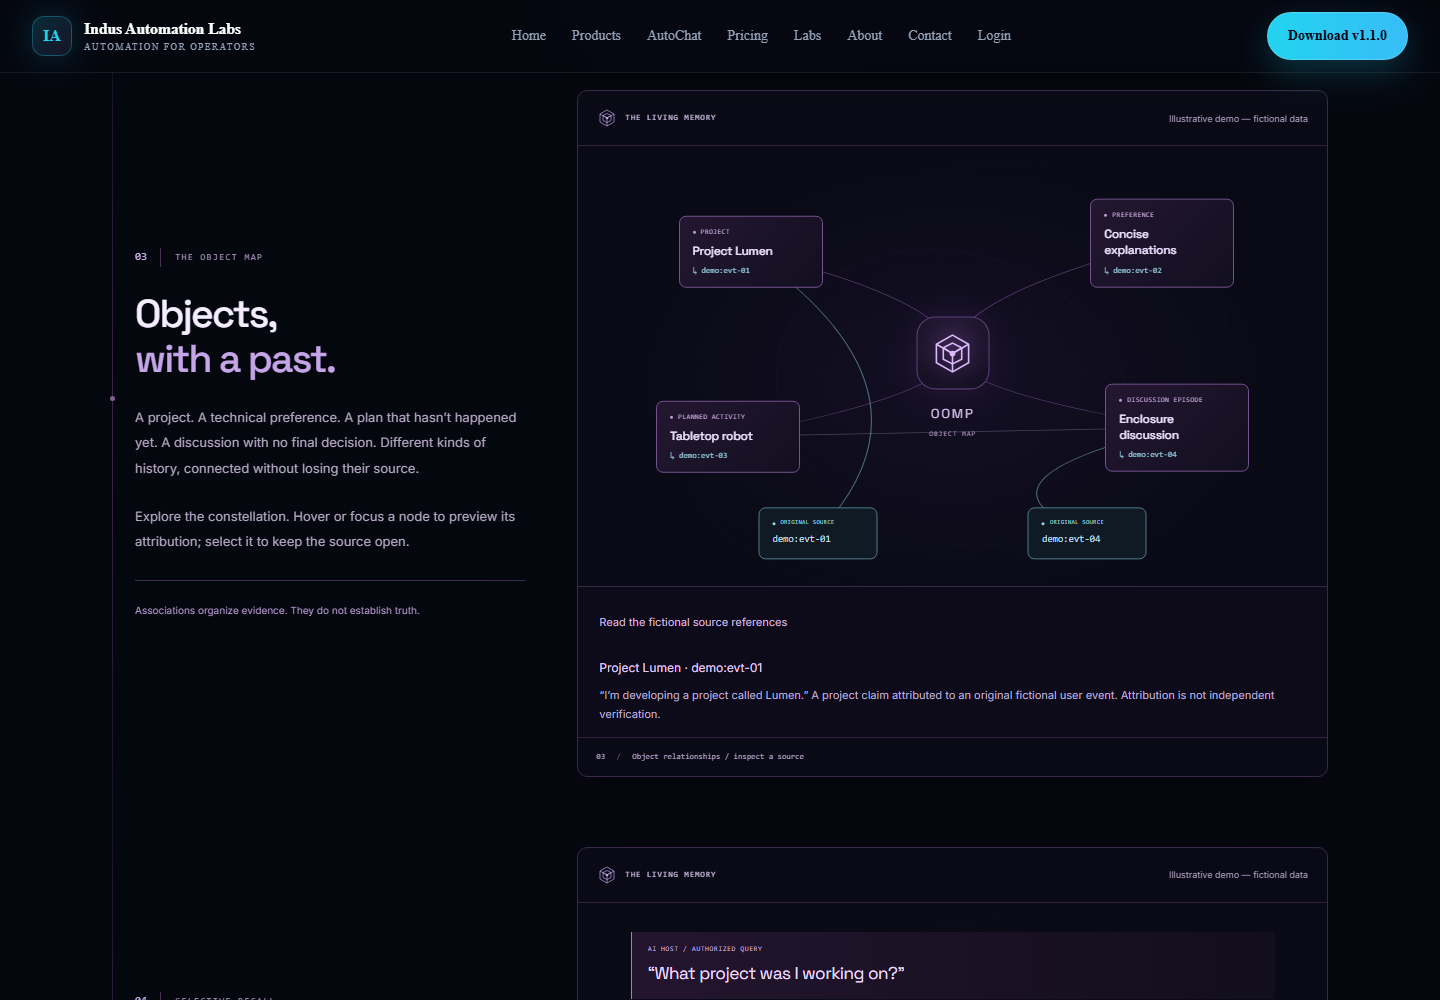 IA
Indus Automation Labs
AUTOMATION FOR OPERATORS
Home
Products
AutoChat
Pricing
Labs
About
Contact
Login
Download v1.1.0
03
THE OBJECT MAP
Objects,
with a past.
A project. A technical preference. A plan that hasn’t happened
yet. A discussion with no final decision. Different kinds of
history, connected without losing their source.
Explore the constellation. Hover or focus a node to preview its
attribution; select it to keep the source open.
Associations organize evidence. They do not establish truth.
THE LIVING MEMORY
Illustrative demo — fictional data
PROJECT
Project Lumen
↳ demo:evt-01
PREFERENCE
Concise
explanations
↳ demo:evt-02
OOMP
OBJECT MAP
PLANNED ACTIVITY
Tabletop robot
↳ demo:evt-03
DISCUSSION EPISODE
Enclosure
discussion
↳ demo:evt-04
ORIGINAL SOURCE
demo:evt-01
ORIGINAL SOURCE
demo:evt-04
Read the fictional source references
Project Lumen · demo:evt-01
“I’m developing a project called Lumen.” A project claim attributed to an original fictional user event. Attribution is not independent
verification.
03 / Object relationships / inspect a source
THE LIVING MEMORY
Illustrative demo — fictional data
AI HOST / AUTHORIZED QUERY
“What project was I working on?”
04
SELECTIVE RECALL